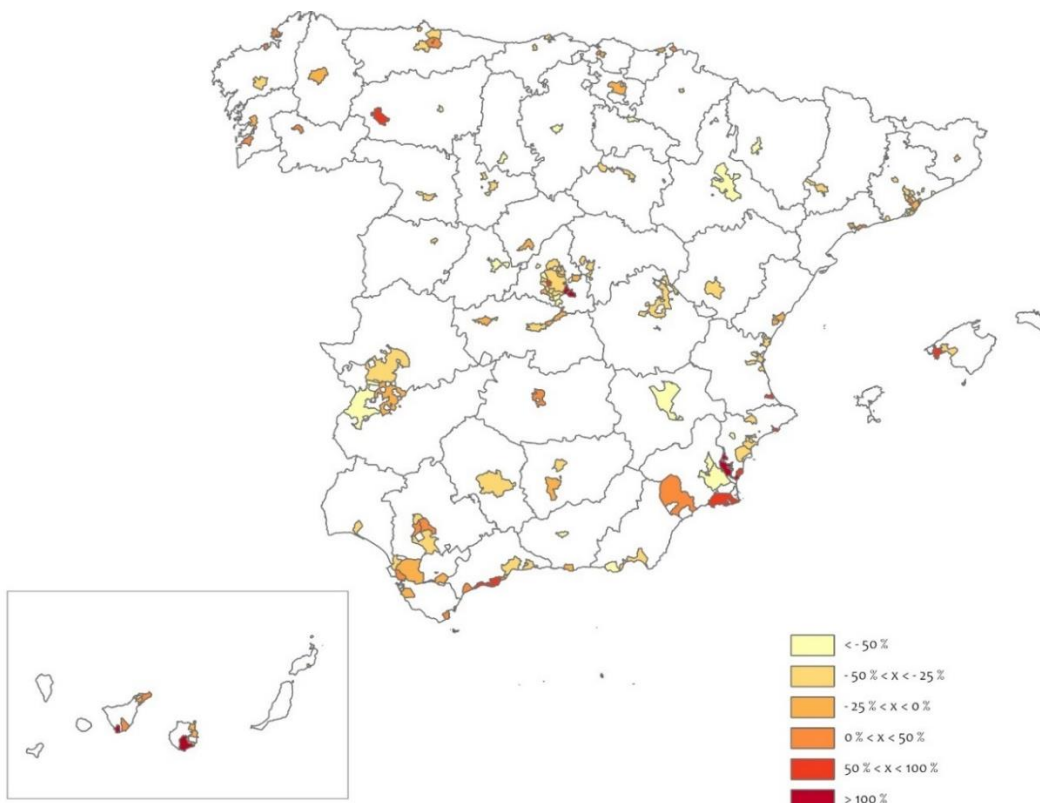 < - 50 %
- 50 % < x < - 25 %
- 25 % < x < 0 %
0 % < x < 50 %
50 % < x < 100 %
> 100 %